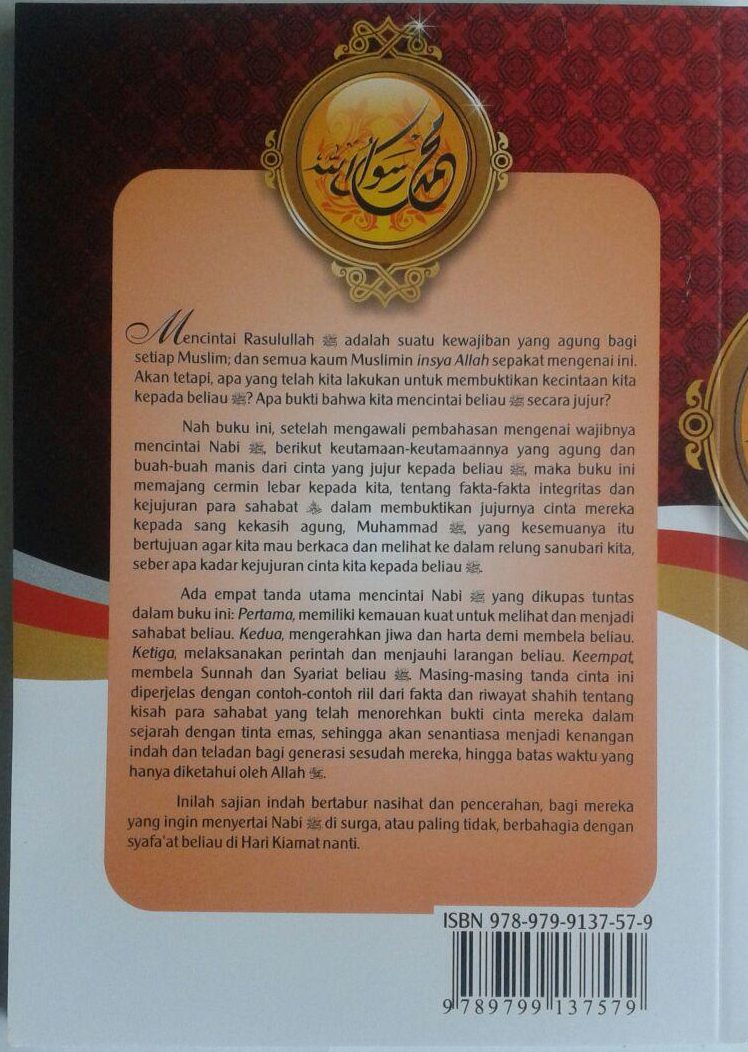 محمد رسول الله
Mencintai Rasulullah ﷺ adalah suatu kewajiban yang agung bagi
setiap Muslim; dan semua kaum Muslimin insya Allah sepakat mengenai ini.
Akan tetapi, apa yang telah kita lakukan untuk membuktikan kecintaan kita
kepada beliau ﷺ? Apa bukti bahwa kita mencintai beliau ﷺ secara jujur?
Nah buku ini, setelah mengawali pembahasan mengenai wajibnya
mencintai Nabi ﷺ, berikut keutamaan-keutamaannya yang agung dan
buah-buah manis dari cinta yang jujur kepada beliau ﷺ, maka buku ini
memajang cermin lebar kepada kita, tentang fakta-fakta integritas dan
kejujuran para sahabat dalam membuktikan jujurnya cinta mereka
kepada sang kekasih agung, Muhammad ﷺ, yang kesemuanya itu
bertujuan agar kita mau berkaca dan melihat ke dalam relung sanubari kita,
seber apa kadar kejujuran cinta kita kepada beliau ﷺ.
Ada empat tanda utama mencintai Nabi ﷺ yang dikupas tuntas
dalam buku ini: Pertama, memiliki kemauan kuat untuk melihat dan menjadi
sahabat beliau. Kedua, mengerahkan jiwa dan harta demi membela beliau.
Ketiga, melaksanakan perintah dan menjauhi larangan beliau. Keempat,
membela Sunnah dan Syariat beliau ﷺ. Masing-masing tanda cinta ini
diperjelas dengan contoh-contoh riil dari fakta dan riwayat shahih tentang
kisah para sahabat yang telah menorehkan bukti cinta mereka dalam
sejarah dengan tinta emas, sehingga akan senantiasa menjadi kenangan
indah dan teladan bagi generasi sesudah mereka, hingga batas waktu yang
hanya diketahui oleh Allah.
Inilah sajian indah bertabur nasihat dan pencerahan, bagi mereka
yang ingin menyertai Nabi ﷺ di surga, atau paling tidak, berbahagia dengan
syafa'at beliau di Hari Kiamat nanti.
ISBN 978-979-9137-57-9
9 789799 137579